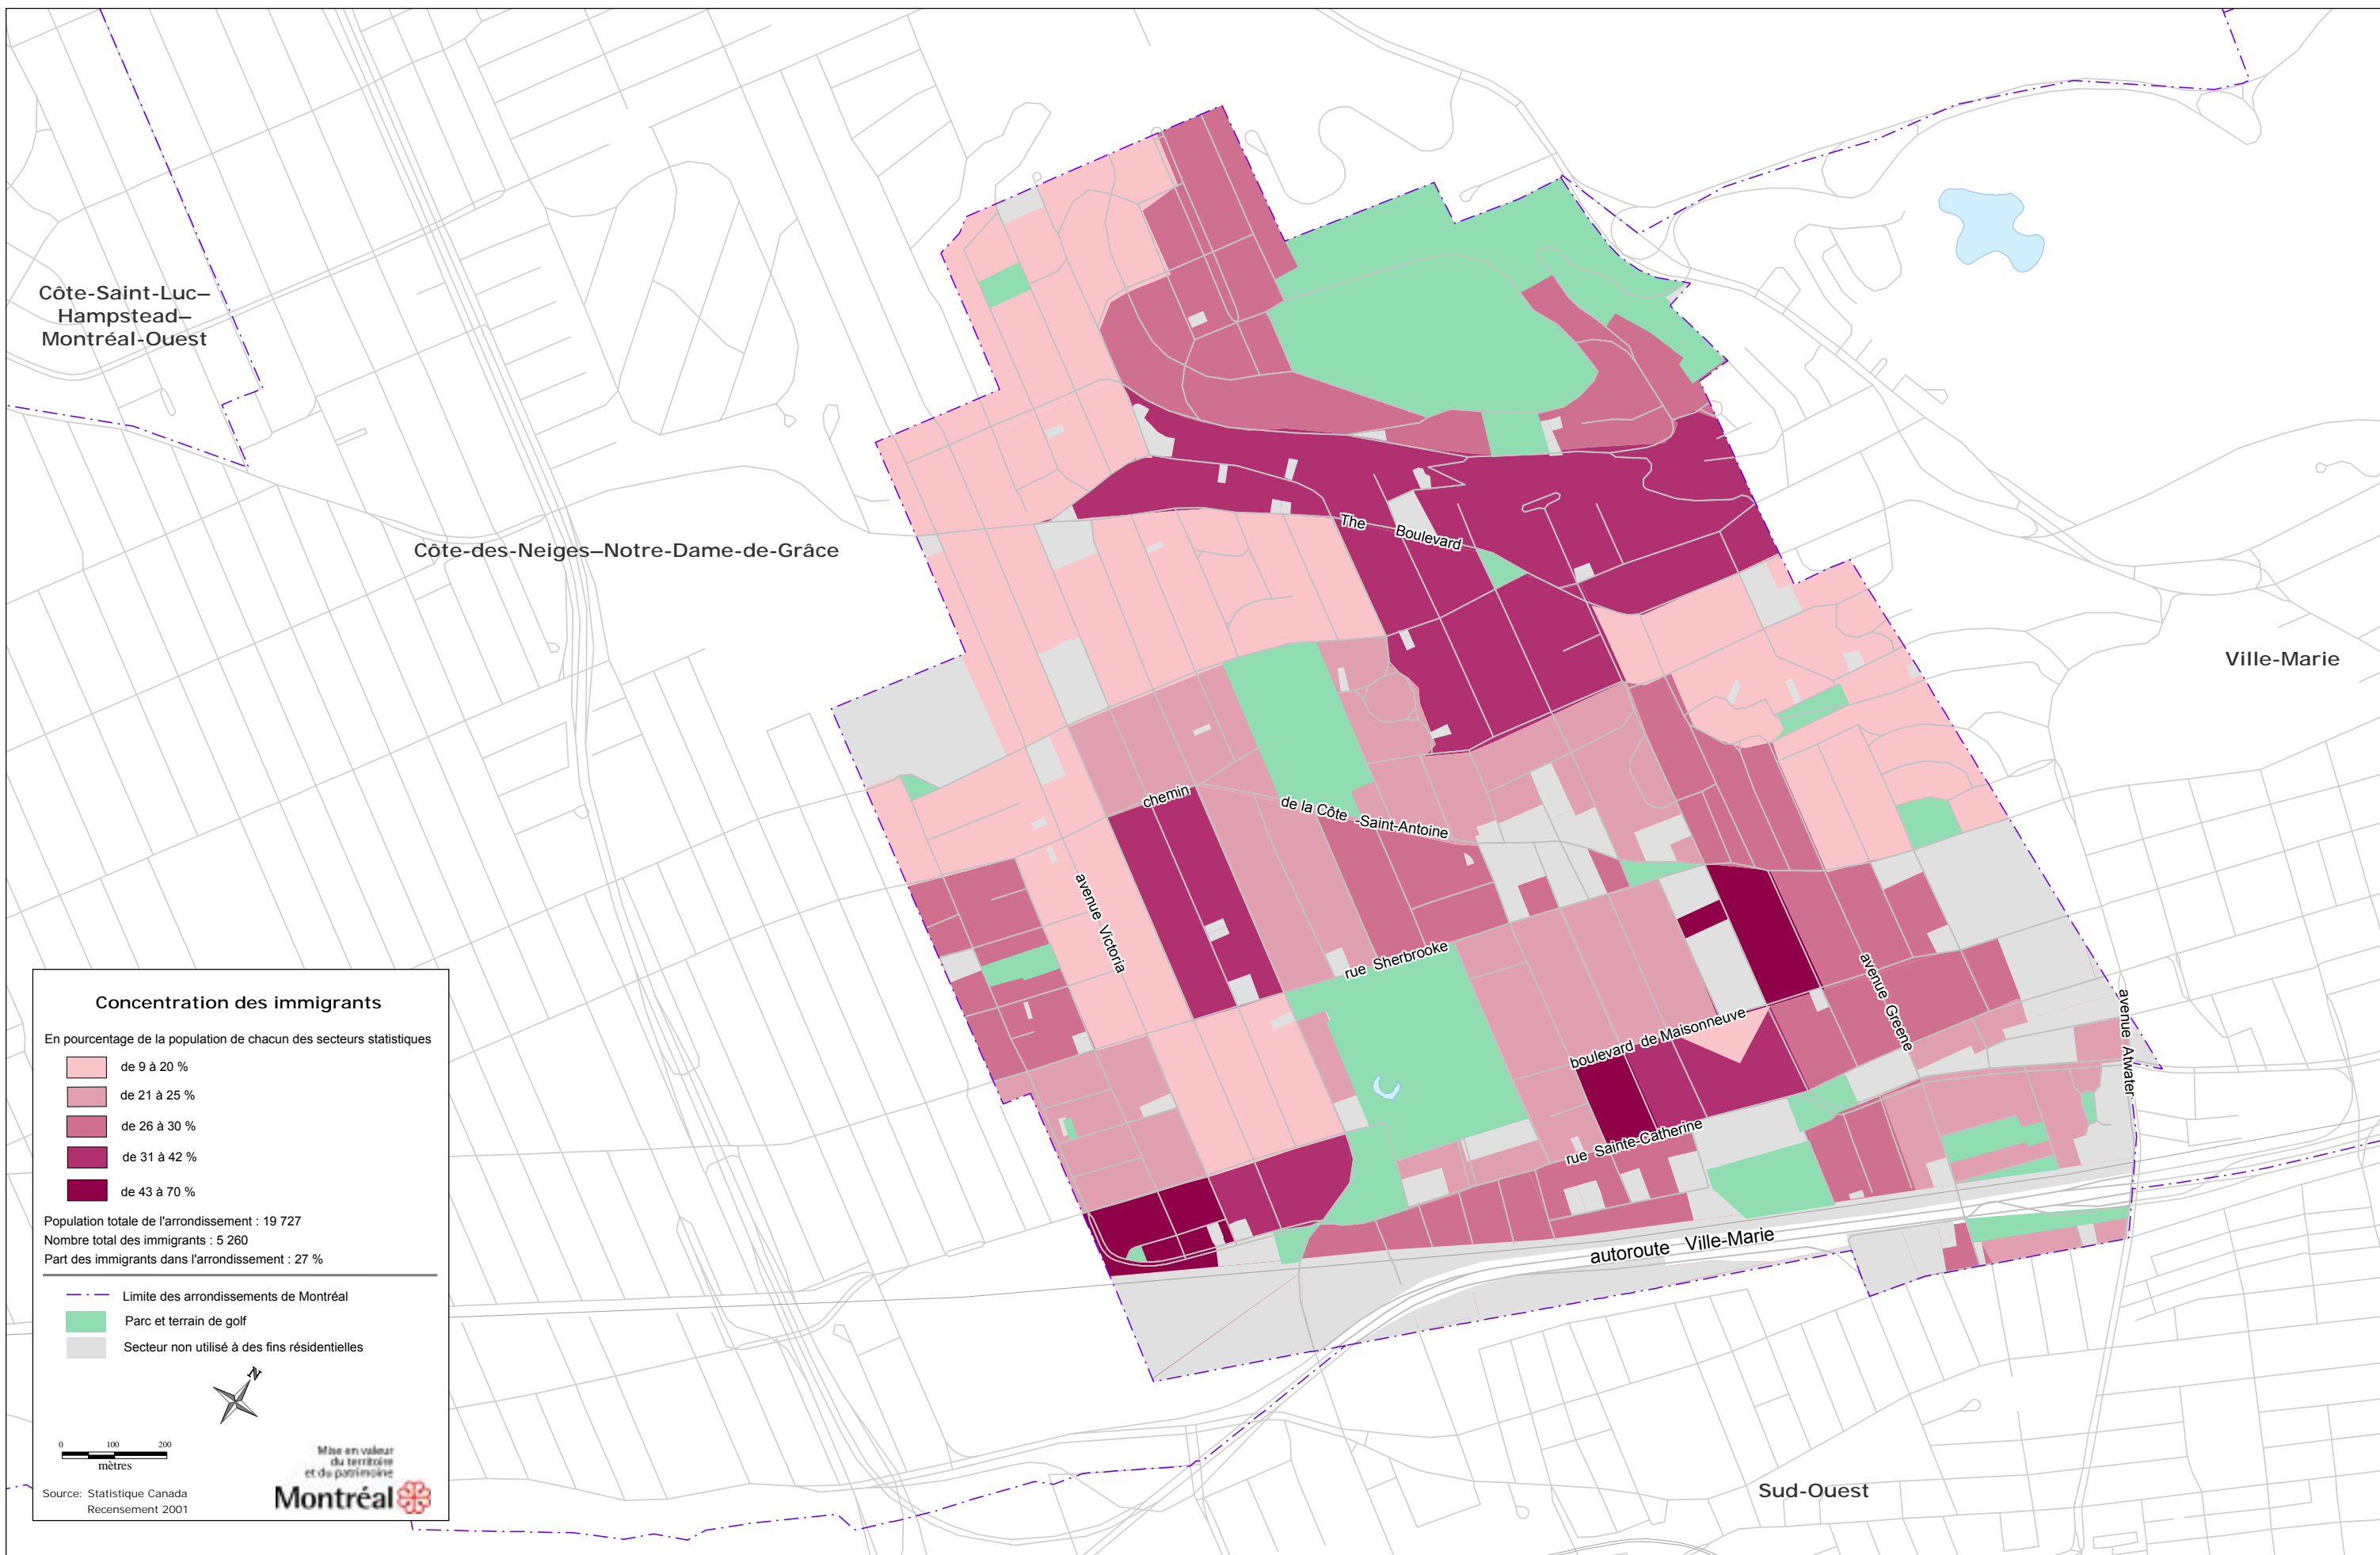 Côte-Saint-Luc–
Hampstead–
Montréal-Ouest
Côte-des-Neiges–Notre-Dame-de-Grâce
Ville-Marie
Sud-Ouest
The Boulevard
chemin de la Côte -Saint-Antoine
avenue Victoria
rue Sherbrooke
boulevard de Maisonneuve
avenue Greene
avenue Atwater
rue Sainte-Catherine
autoroute Ville-Marie
Concentration des immigrants
En pourcentage de la population de chacun des secteurs statistiques
de 9 à 20 %
de 21 à 25 %
de 26 à 30 %
de 31 à 42 %
de 43 à 70 %
Population totale de l'arrondissement : 19 727
Nombre total des immigrants : 5 260
Part des immigrants dans l'arrondissement : 27 %
Limite des arrondissements de Montréal
Parc et terrain de golf
Secteur non utilisé à des fins résidentielles
N
0 100 200
mètres
Mise en valeur
du territoire
et du patrimoine
Montréal
Source: Statistique Canada
Recensement 2001